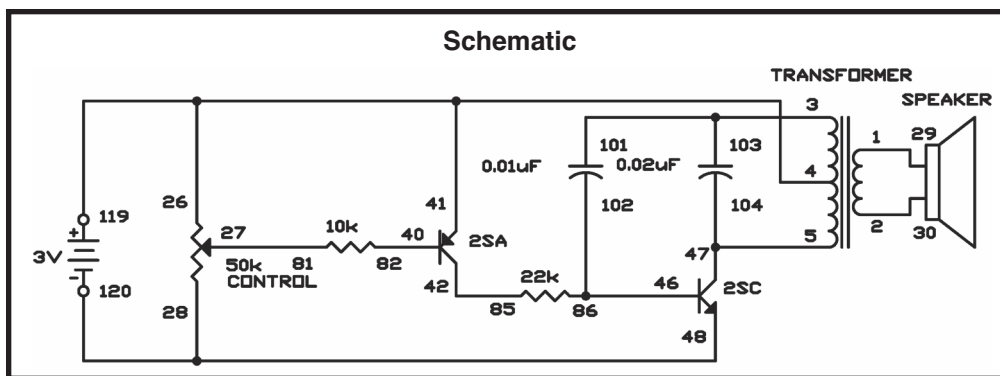 Schematic
TRANSFORMER
SPEAKER
3
1
29
101
103
0.01uF
0.02uF
4
102
104
2
30
5
119
+
3V
-
120
26
27
50k
CONTROL
28
10k
81
82
41
40
2SA
42
22k
85
86
47
46
2SC
48